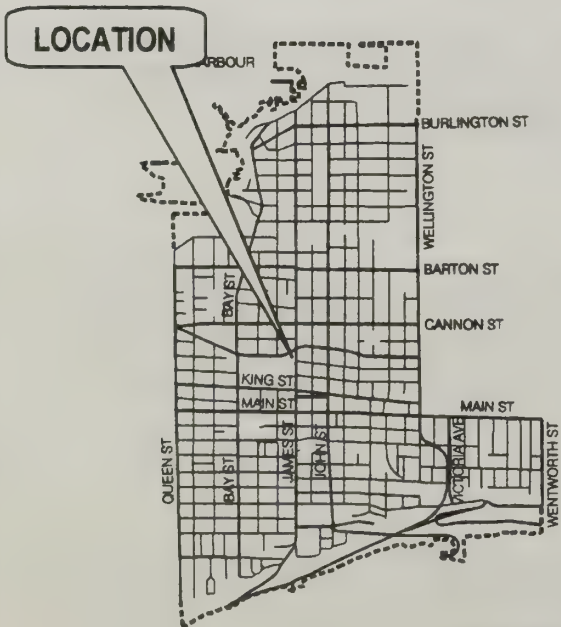 LOCATION
ARBOUR
BURLINGTON ST
WELLINGTON ST
BARTON ST
BAY ST
CANNON ST
KING ST
MAIN ST
MAIN ST
QUEEN ST
BAY ST
JAMES ST
JOHN ST
VICTORIA AVE
WENTWORTH ST